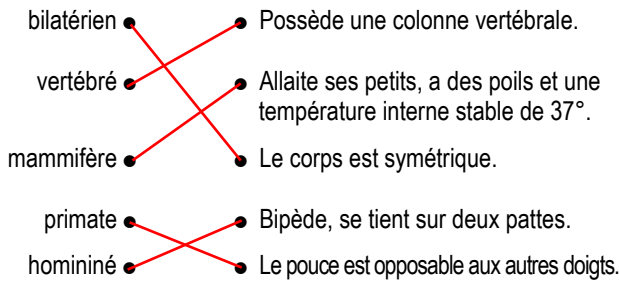 bilatérien
Possède une colonne vertébrale.
vertébré
Allaite ses petits, a des poils et une
température interne stable de 37°.
mammifère
Le corps est symétrique.
primate
Bipède, se tient sur deux pattes.
homininé
Le pouce est opposable aux autres doigts.